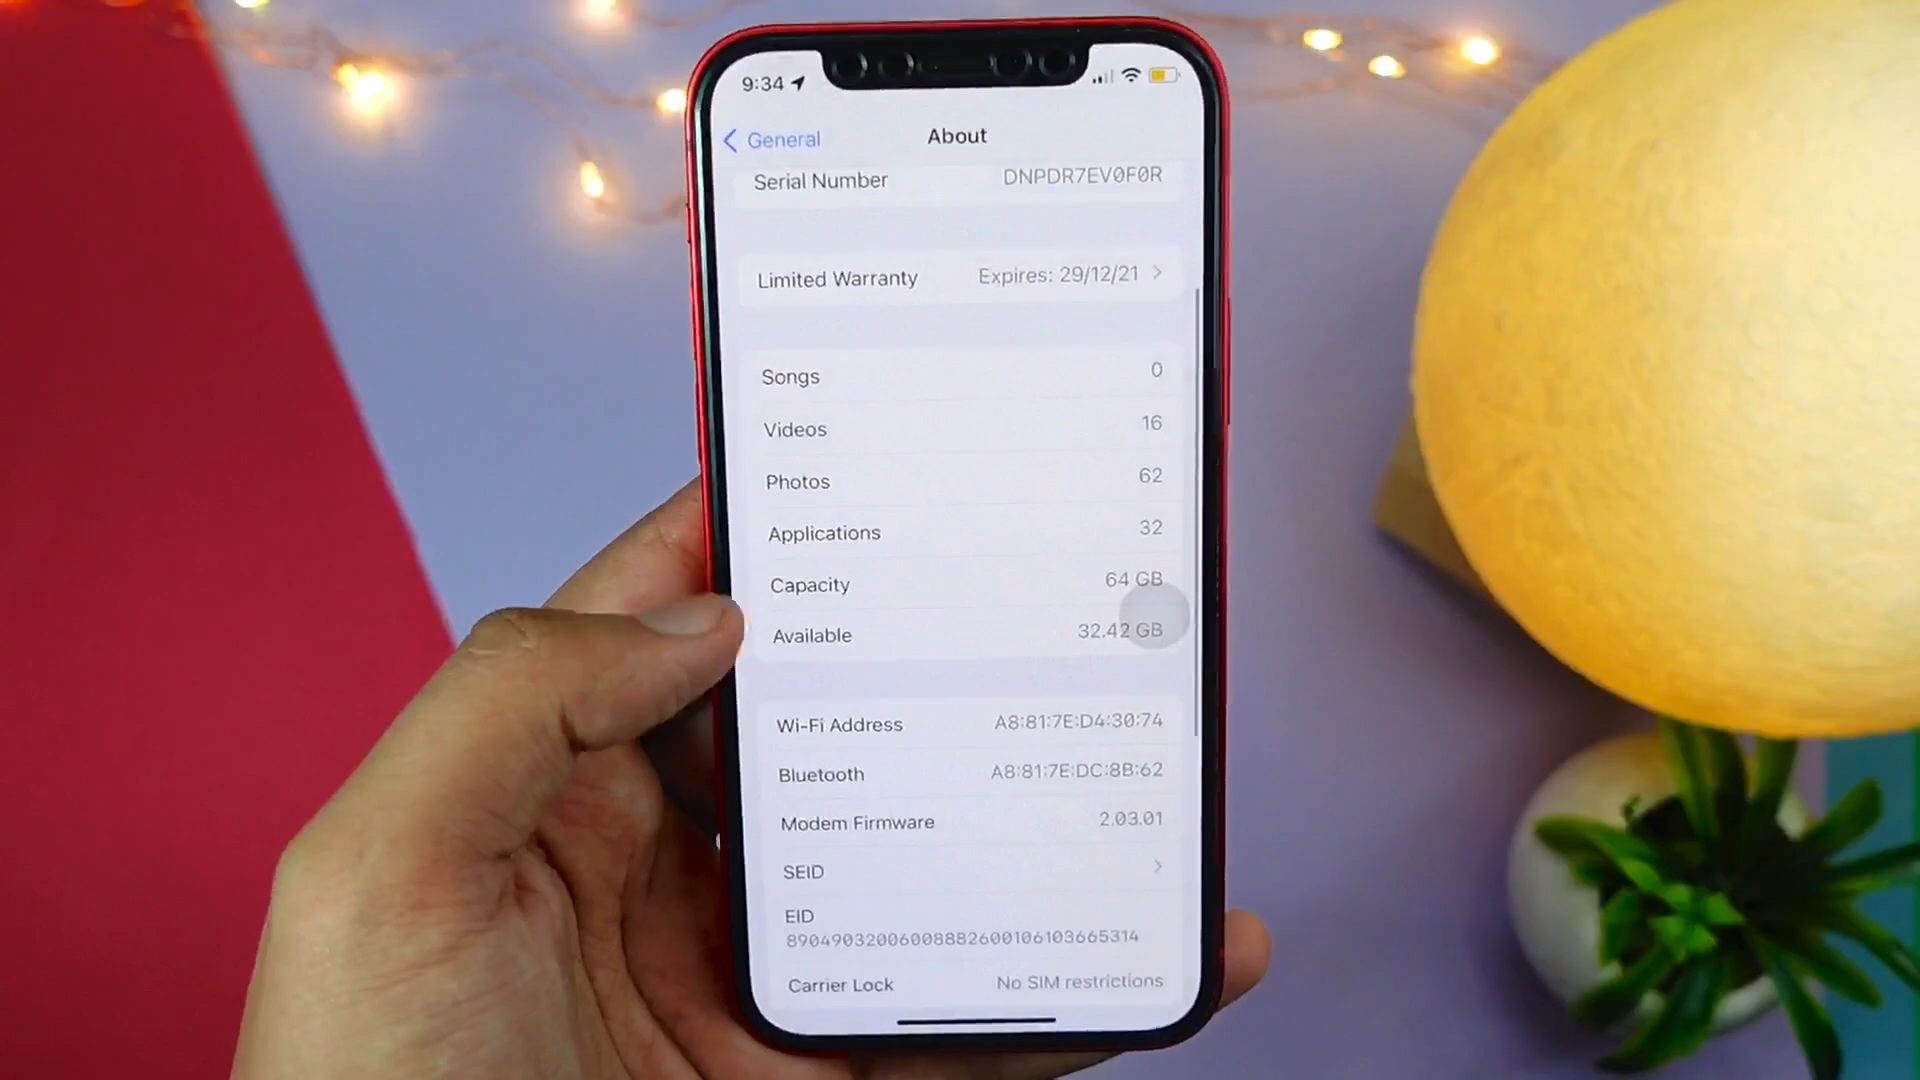 9:34
General
About
Serial Number DNPDR7EV0F0R
Limited Warranty Expires: 29/12/21
Songs 0
Videos 16
Photos 62
Applications 32
Capacity 64 GB
Available 32.42 GB
Wi-Fi Address A8:81:7E:D4:30:74
Bluetooth A8:81:7E:DC:8B:62
Modem Firmware 2.03.01
SEID
EID
89049032006008882600106103665314
Carrier Lock No SIM restrictions